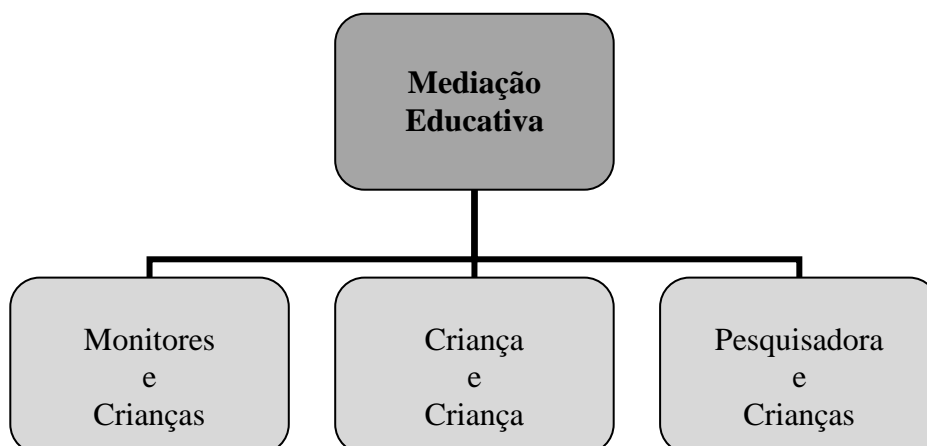 Mediação
Educativa
Monitores
e
Crianças
Criança
e
Criança
Pesquisadora
e
Crianças